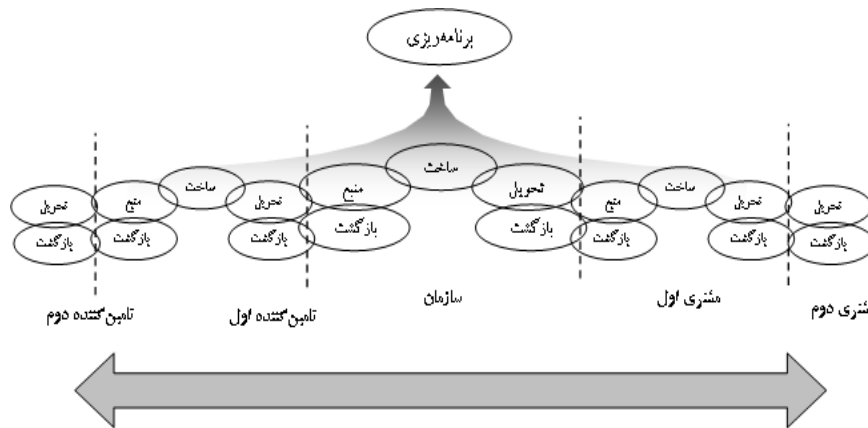 برنامه‌ریزی
ساخت
ساخت
ساخت
منبع
تحویل
منبع
تحویل
منبع
تحویل
تحویل
تحویل
بازگشت
بازگشت
بازگشت
بازگشت
بازگشت
بازگشت
بازگشت
بازگشت
سازمان
مشتری اول
تامین‌کننده اول
مشتری دوم
تامین‌کننده دوم